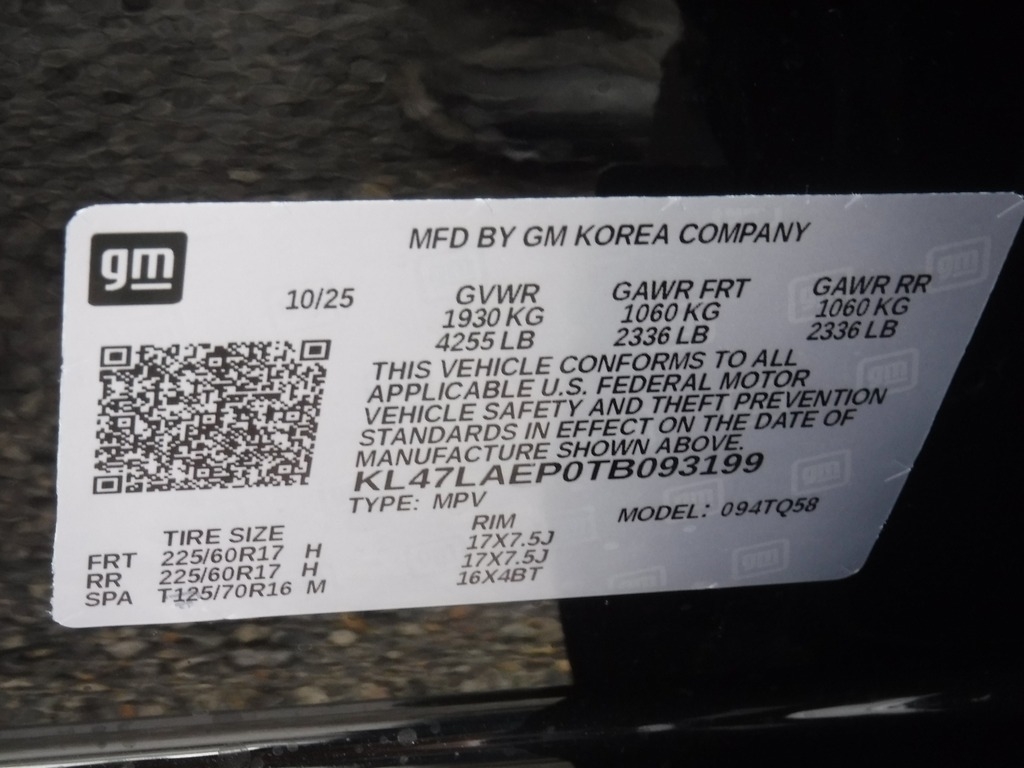 gm
MFD BY GM KOREA COMPANY
10/25
GVWR GAWR FRT GAWR RR
1930 KG 1060 KG 1060 KG
4255 LB 2336 LB 2336 LB
THIS VEHICLE CONFORMS TO ALL
APPLICABLE U.S. FEDERAL MOTOR
VEHICLE SAFETY AND THEFT PREVENTION
STANDARDS IN EFFECT ON THE DATE OF
MANUFACTURE SHOWN ABOVE.
KL47LAEP0TB093199
TYPE: MPV MODEL: 094TQ58
TIRE SIZE RIM
FRT 225/60R17 H 17X7.5J
RR 225/60R17 H 17X7.5J
SPA T125/70R16 M 16X4BT